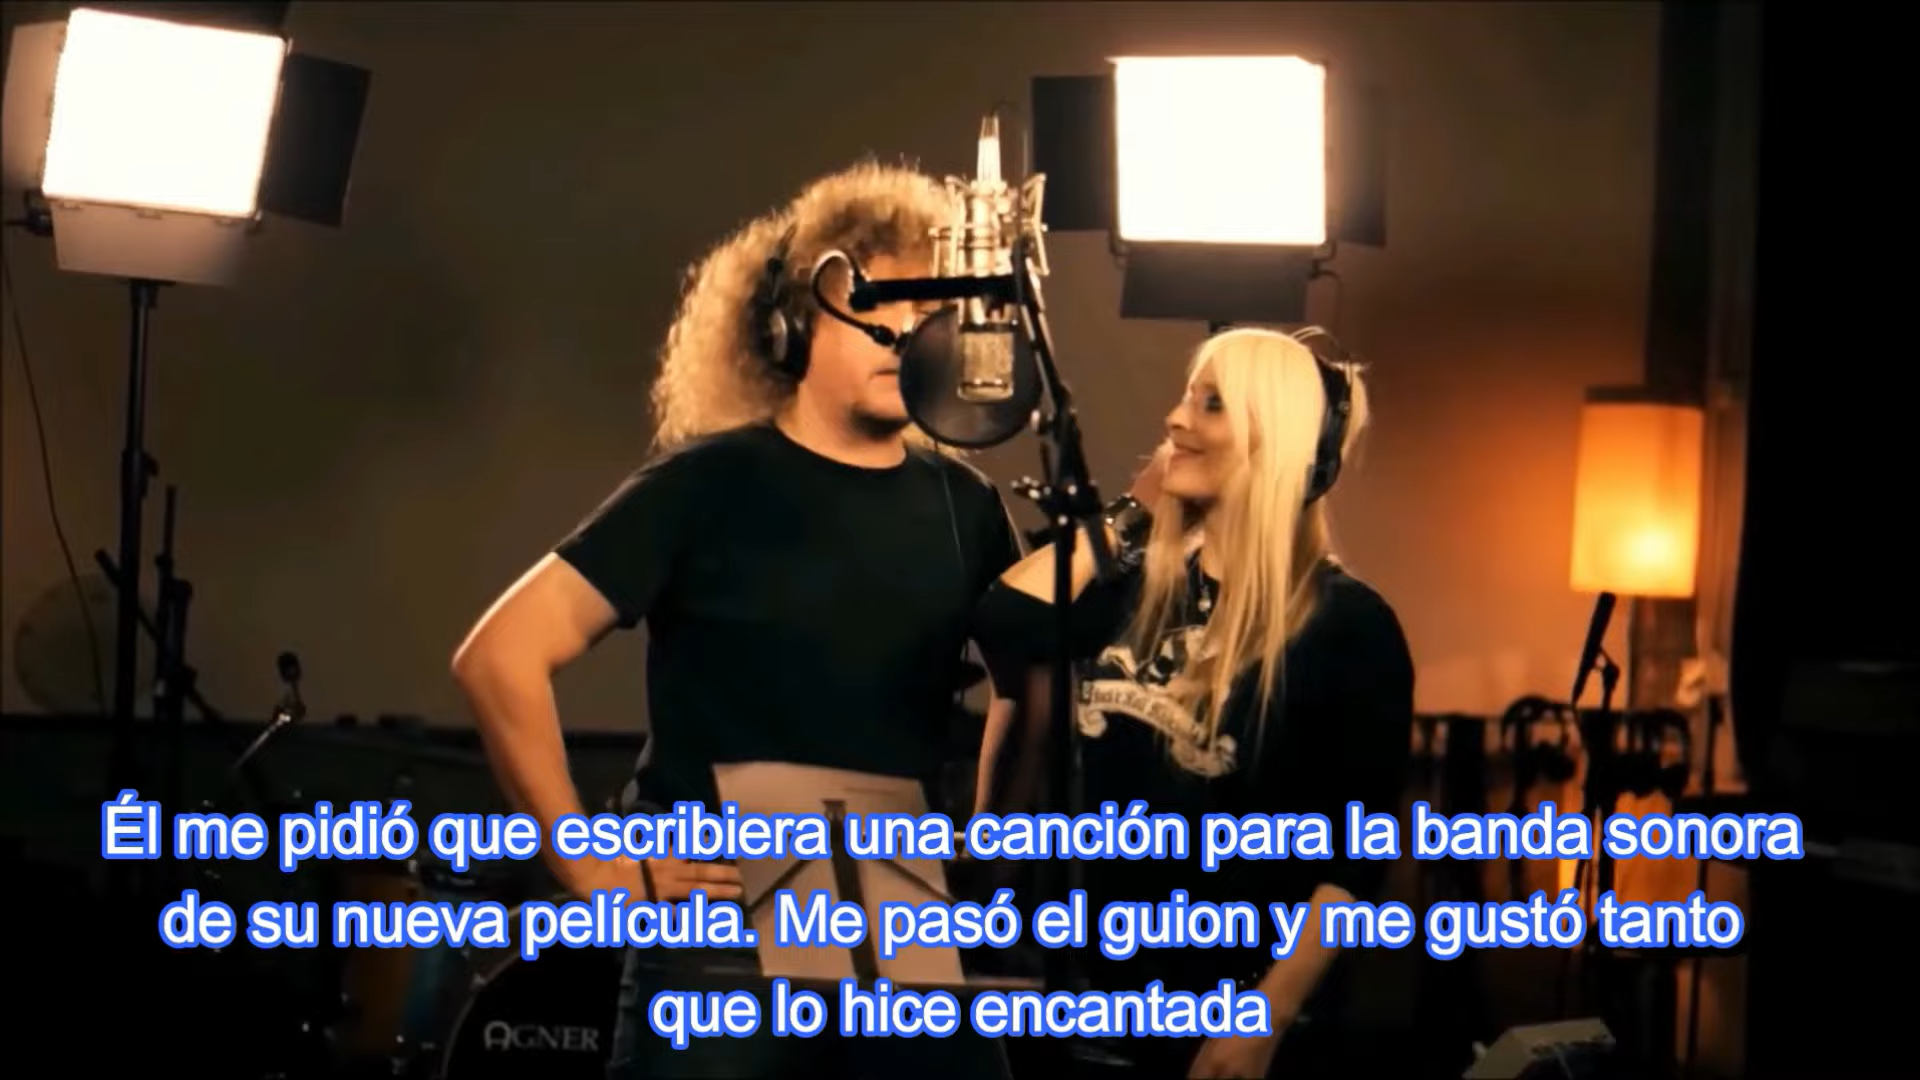 Él me pidió que escribiera una canción para la banda sonora
de su nueva película. Me pasó el guion y me gustó tanto
que lo hice encantada
AGNER